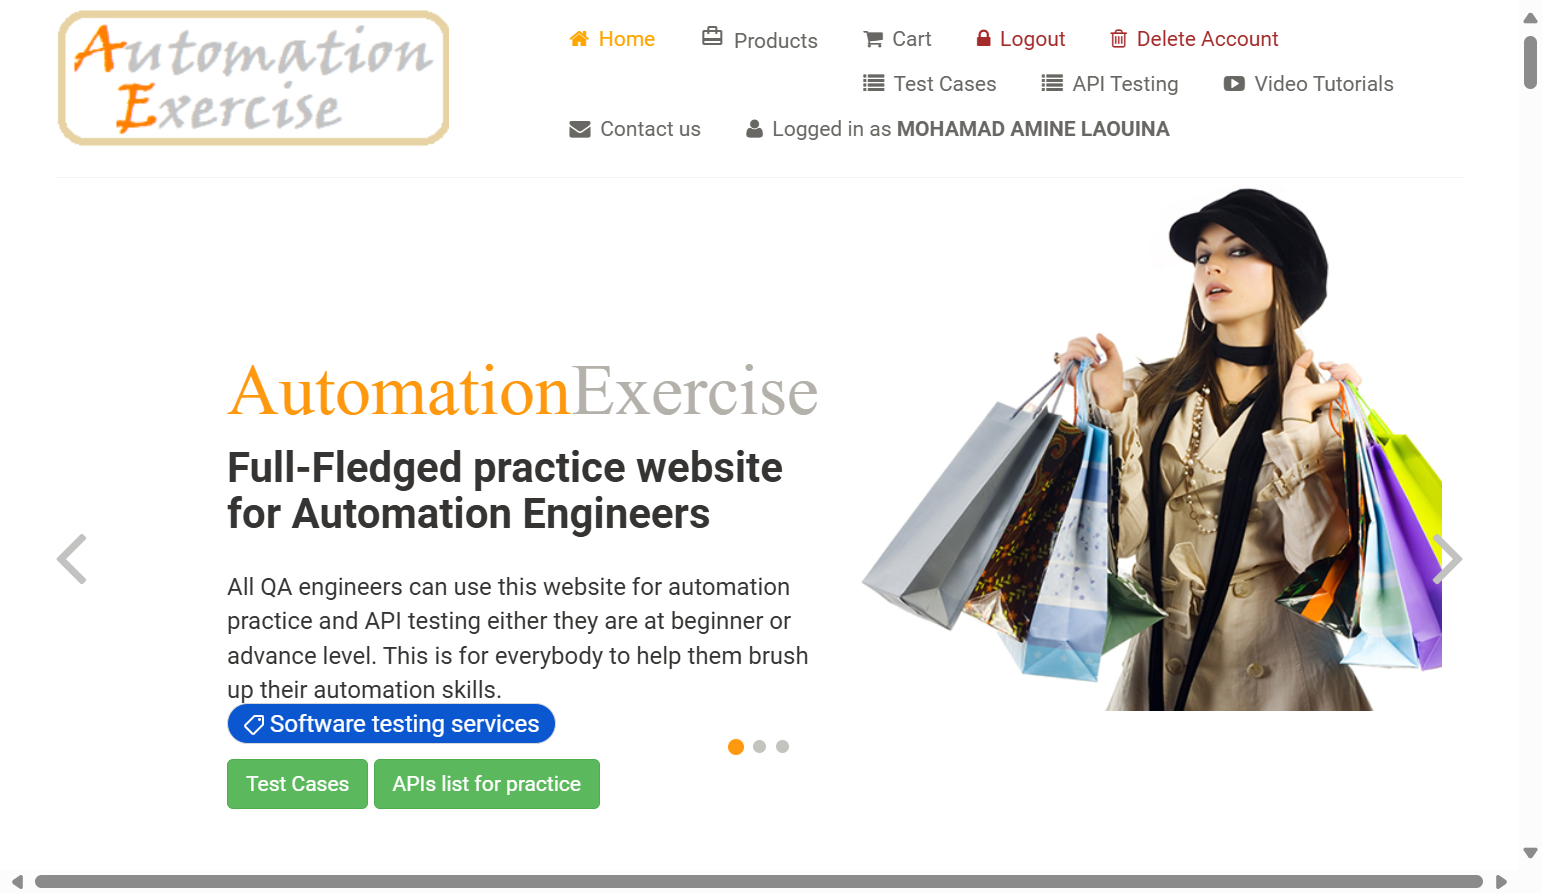 Automation
Exercise
Home
Products
Cart
Logout
Delete Account
Test Cases
API Testing
Video Tutorials
Contact us
Logged in as MOHAMAD AMINE LAOUINA
AutomationExercise
Full-Fledged practice website
for Automation Engineers
All QA engineers can use this website for automation
practice and API testing either they are at beginner or
advance level. This is for everybody to help them brush
up their automation skills.
Software testing services
Test Cases
APIs list for practice